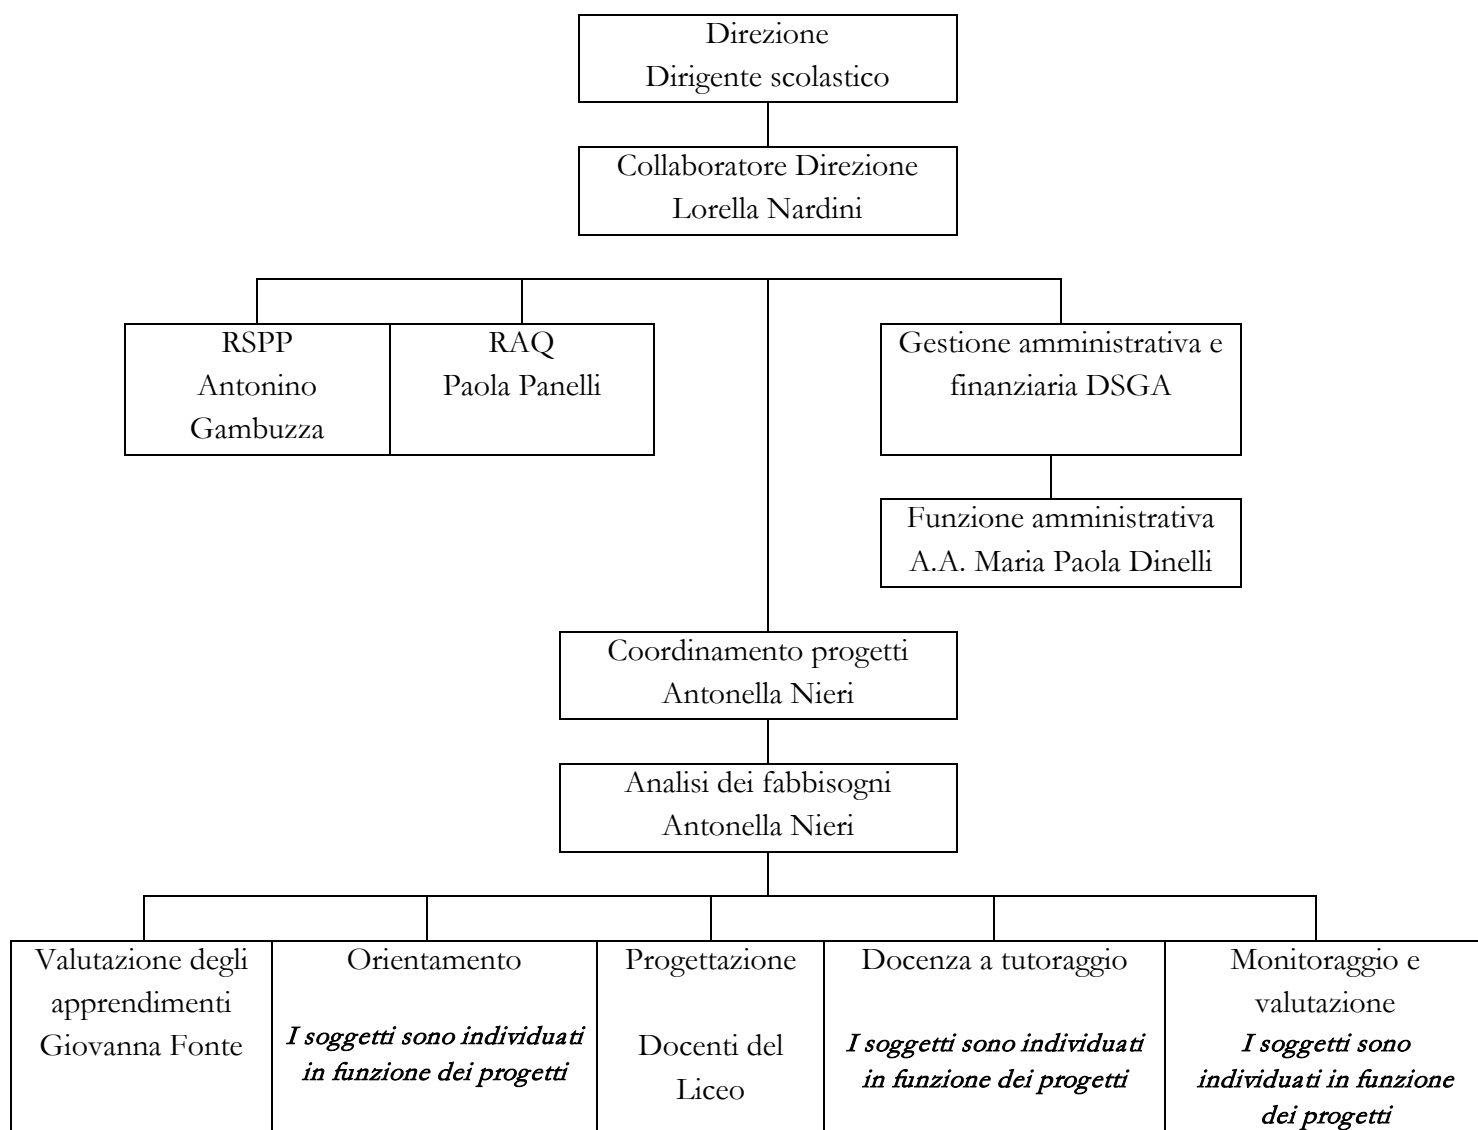 Direzione
Dirigente scolastico
Collaboratore Direzione
Lorella Nardini
RSPP
Antonino
Gambuzza
RAQ
Paola Panelli
Gestione amministrativa e
finanziaria DSGA
Funzione amministrativa
A.A. Maria Paola Dinelli
Coordinamento progetti
Antonella Nieri
Analisi dei fabbisogni
Antonella Nieri
Valutazione degli
apprendimenti
Giovanna Fonte
Orientamento
I soggetti sono individuati
in funzione dei progetti
Progettazione
Docenti del
Liceo
Docenza a tutoraggio
I soggetti sono individuati
in funzione dei progetti
Monitoraggio e
valutazione
I soggetti sono
individuati in funzione
dei progetti